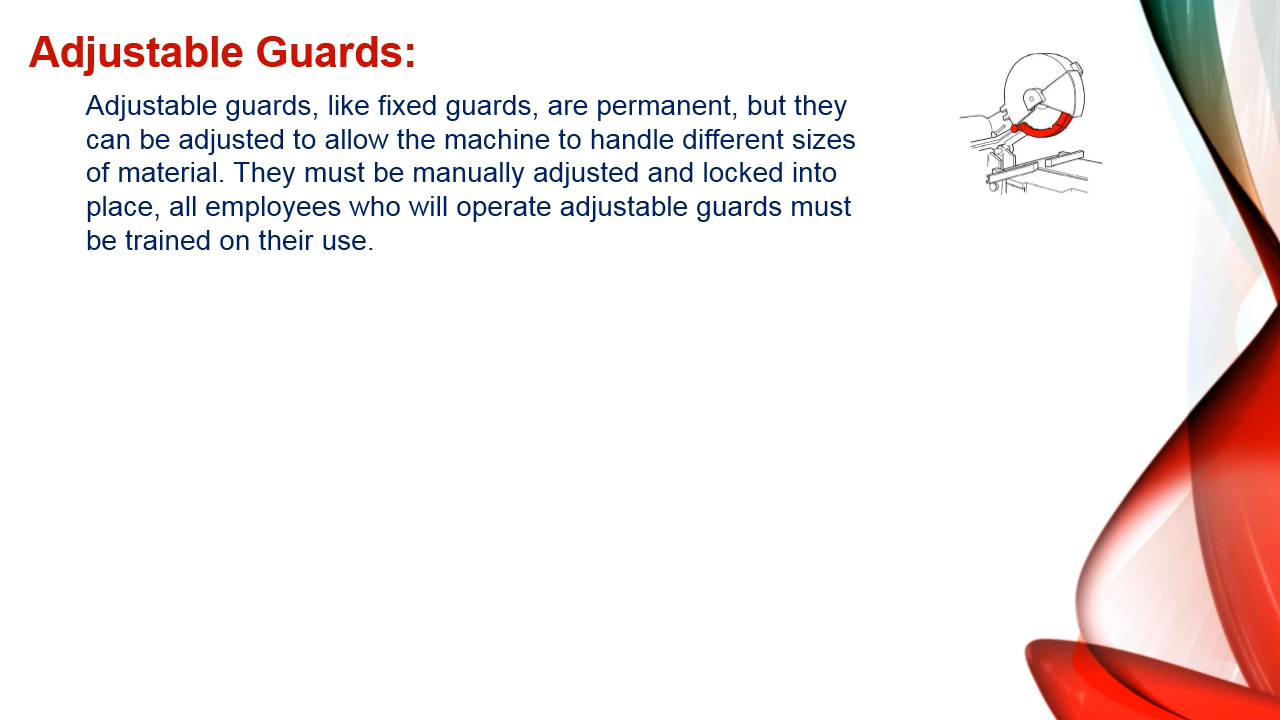 Adjustable Guards:
Adjustable guards, like fixed guards, are permanent, but they
can be adjusted to allow the machine to handle different sizes
of material. They must be manually adjusted and locked into
place, all employees who will operate adjustable guards must
be trained on their use.